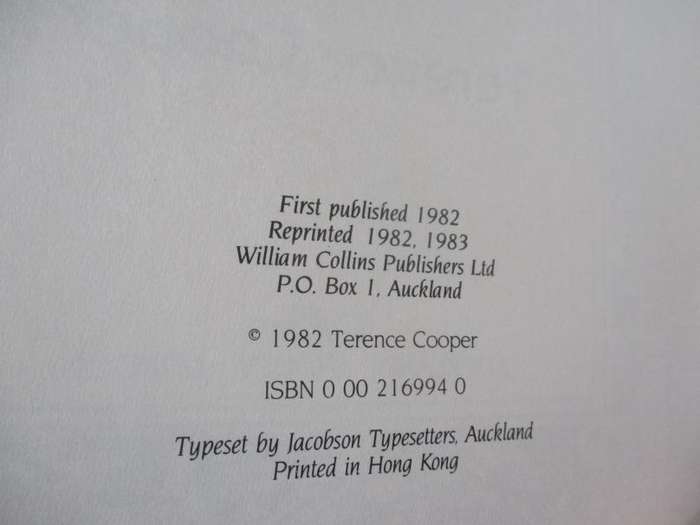 First published 1982
Reprinted 1982, 1983
William Collins Publishers Ltd
P.O. Box 1, Auckland
© 1982 Terence Cooper
ISBN 0 00 216994 0
Typeset by Jacobson Typesetters, Auckland
Printed in Hong Kong